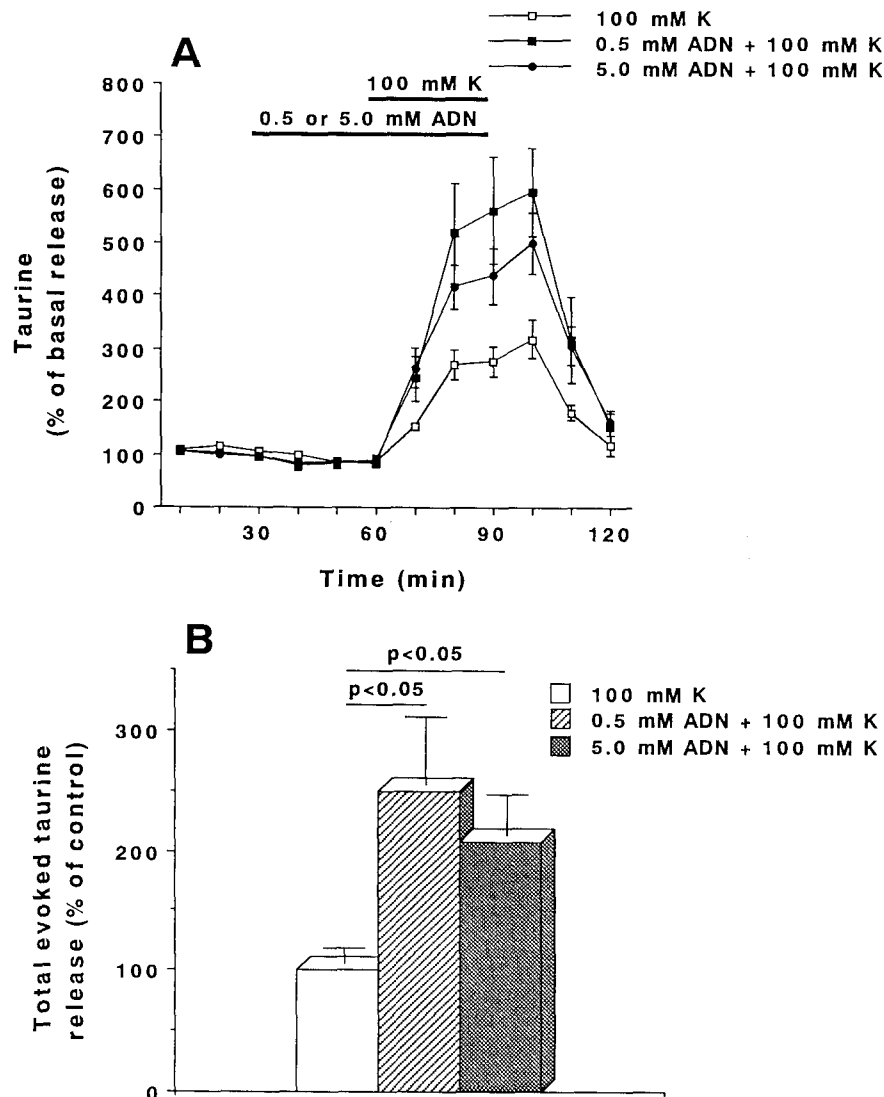 A
100 mM K
0.5 mM ADN + 100 mM K
5.0 mM ADN + 100 mM K
100 mM K
0.5 or 5.0 mM ADN
800
700
600
500
400
300
200
100
0
Taurine
(% of basal release)
30
60
90
120
Time (min)
B
p<0.05
p<0.05
100 mM K
0.5 mM ADN + 100 mM K
5.0 mM ADN + 100 mM K
300
200
100
0
Total evoked taurine
release (% of control)